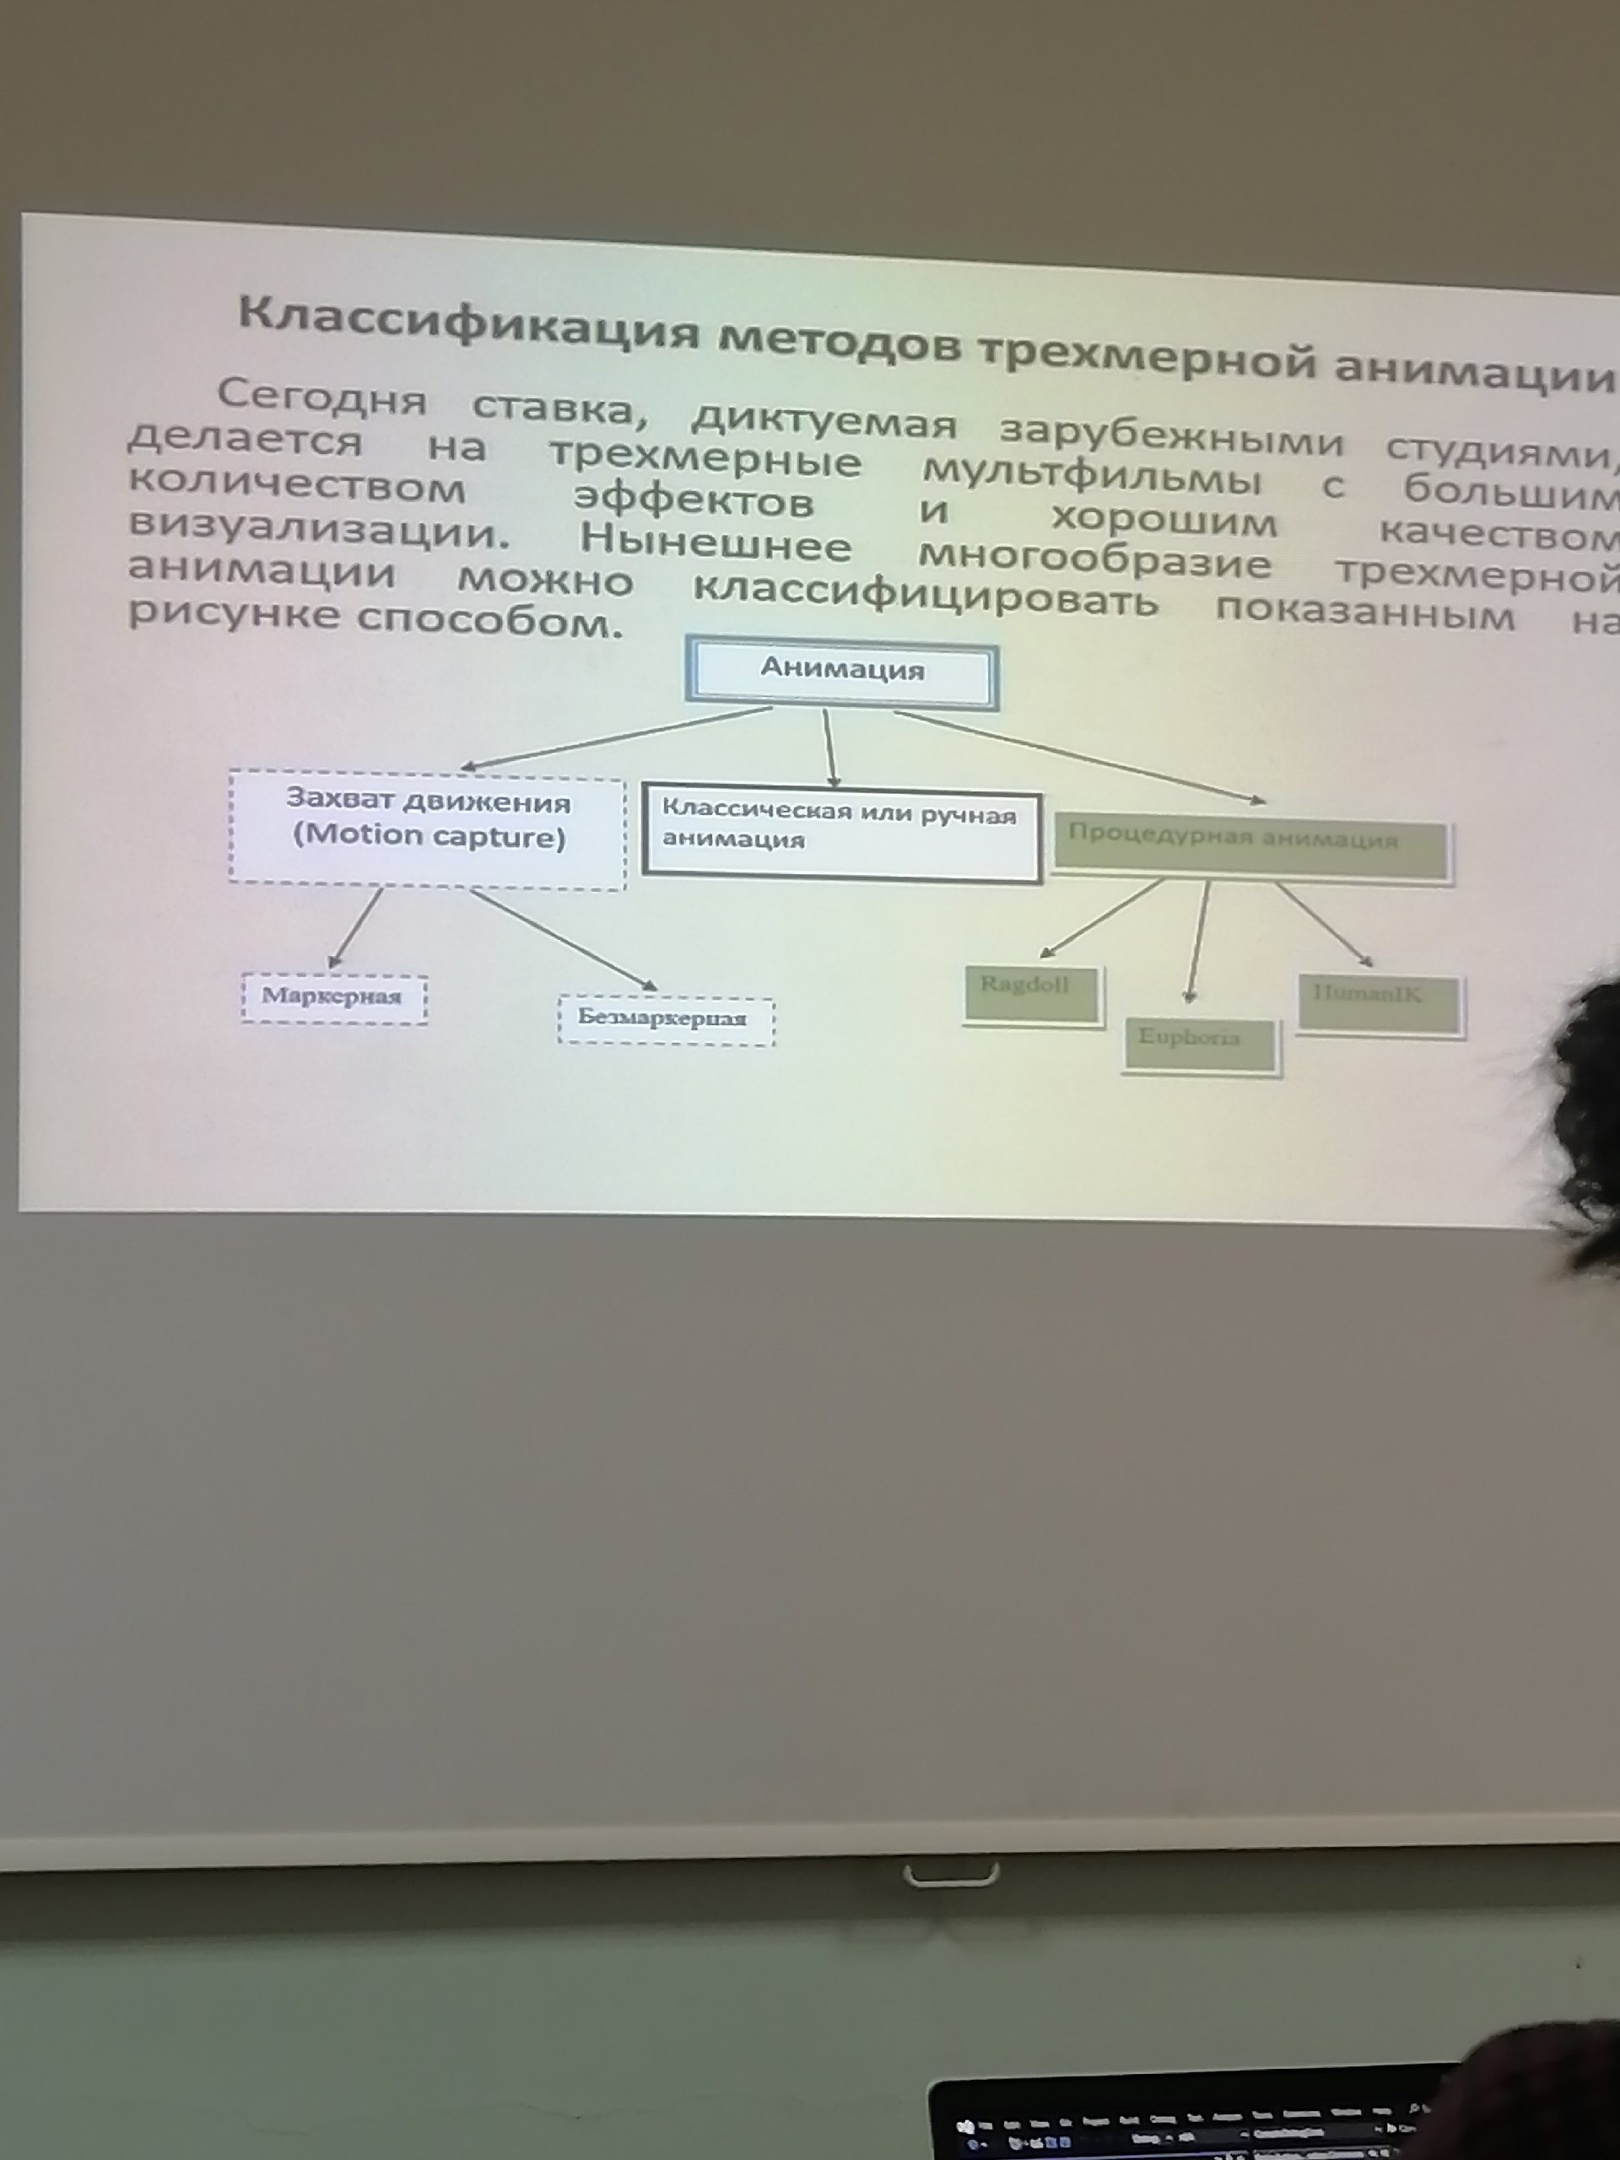 Классификация методов трехмерной анимации
Сегодня ставка, диктуемая зарубежными студиями,
делается на трехмерные мультфильмы с большим
количеством эффектов и хорошим качеством
визуализации. Нынешнее многообразие трехмерной
анимации можно классифицировать показанным на
рисунке способом.
Анимация
Захват движения
(Motion capture)
Классическая или ручная
анимация
Процедурная анимация
Маркерная
Безмаркерная
Ragdoll
Euphoria
HumanIK